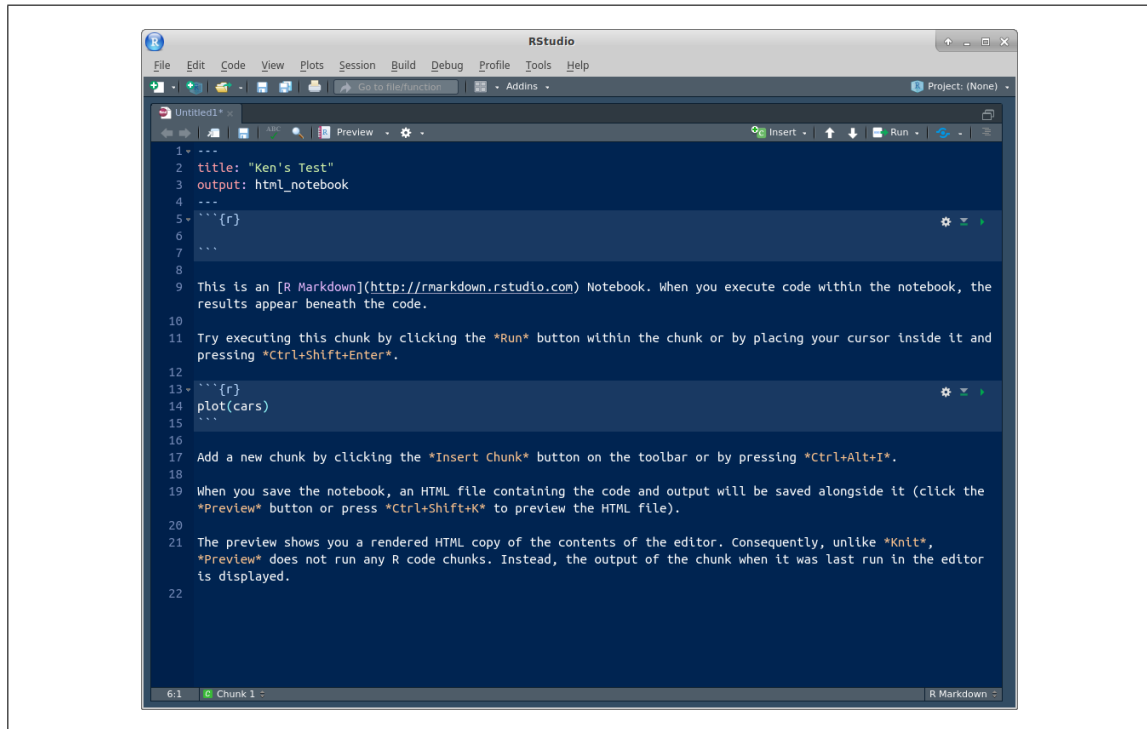 RStudio
File Edit Code View Plots Session Build Debug Profile Tools Help
Go to file/function Addins Project: (None)
Untitled1* x
ABC Preview Insert Run
1 ---
2 title: "Ken's Test"
3 output: html_notebook
4 ---
5 ```{r}
6
7 ```
8
9 This is an [R Markdown](http://rmarkdown.rstudio.com) Notebook. When you execute code within the notebook, the
results appear beneath the code.
10
11 Try executing this chunk by clicking the *Run* button within the chunk or by placing your cursor inside it and
pressing *Ctrl+Shift+Enter*.
12
13 ```{r}
14 plot(cars)
15 ```
16
17 Add a new chunk by clicking the *Insert Chunk* button on the toolbar or by pressing *Ctrl+Alt+I*.
18
19 When you save the notebook, an HTML file containing the code and output will be saved alongside it (click the
*Preview* button or press *Ctrl+Shift+K* to preview the HTML file).
20
21 The preview shows you a rendered HTML copy of the contents of the editor. Consequently, unlike *Knit*,
*Preview* does not run any R code chunks. Instead, the output of the chunk when it was last run in the editor
is displayed.
22
6:1 C Chunk 1 R Markdown